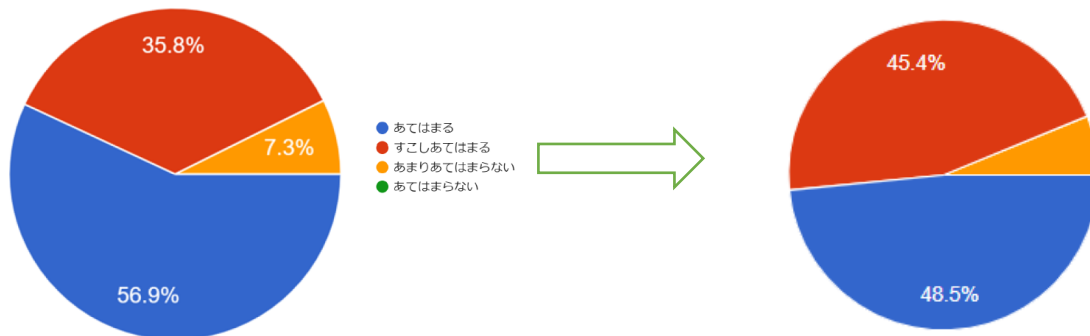 35.8%
7.3%
56.9%
あてはまる
すこしあてはまる
あまりあてはまらない
あてはまらない
45.4%
48.5%